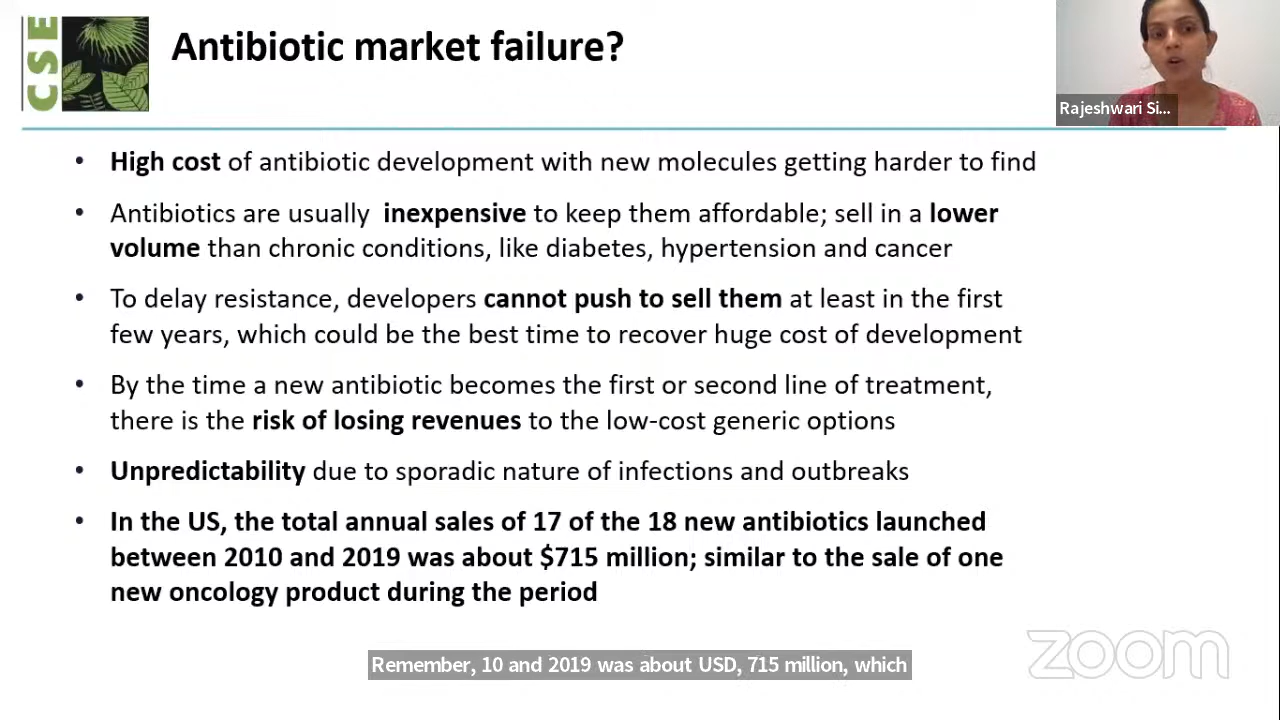 CSE
Antibiotic market failure?
Rajeshwari Si...
• High cost of antibiotic development with new molecules getting harder to find
• Antibiotics are usually inexpensive to keep them affordable; sell in a lower
volume than chronic conditions, like diabetes, hypertension and cancer
• To delay resistance, developers cannot push to sell them at least in the first
few years, which could be the best time to recover huge cost of development
• By the time a new antibiotic becomes the first or second line of treatment,
there is the risk of losing revenues to the low-cost generic options
• Unpredictability due to sporadic nature of infections and outbreaks
• In the US, the total annual sales of 17 of the 18 new antibiotics launched
between 2010 and 2019 was about $715 million; similar to the sale of one
new oncology product during the period
zoom
Remember, 10 and 2019 was about USD, 715 million, which